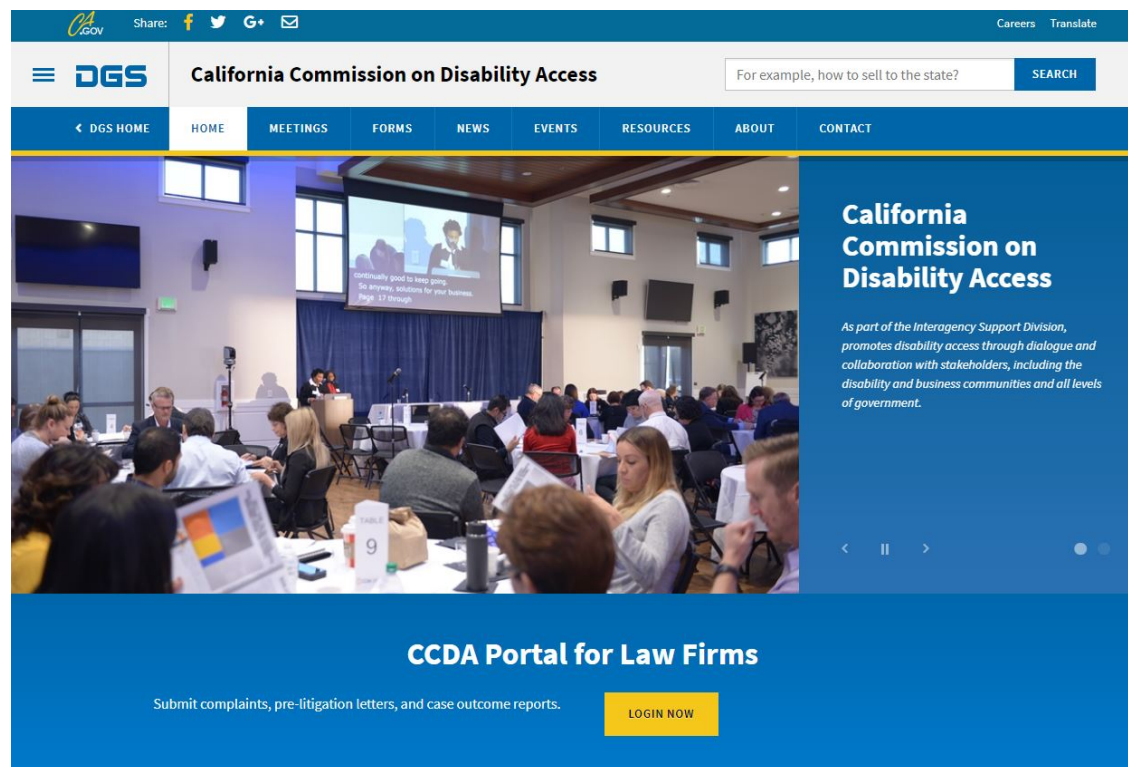 CA.GOV
Share:
G+
Careers Translate
DGS
California Commission on Disability Access
For example, how to sell to the state?
SEARCH
DGS HOME
HOME
MEETINGS
FORMS
NEWS
EVENTS
RESOURCES
ABOUT
CONTACT
continually good to keep going.
So anyway, solutions for your business.
Page 17 through
TABLE
9
California
Commission on
Disability Access
As part of the Interagency Support Division,
promotes disability access through dialogue and
collaboration with stakeholders, including the
disability and business communities and all levels
of government.
CCDA Portal for Law Firms
Submit complaints, pre-litigation letters, and case outcome reports.
LOGIN NOW